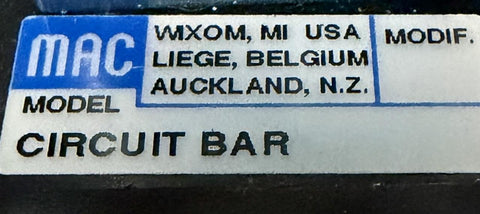 MAC
WIXOM, MI USA
LIEGE, BELGIUM
AUCKLAND, N.Z.
MODIF.
MODEL
CIRCUIT BAR